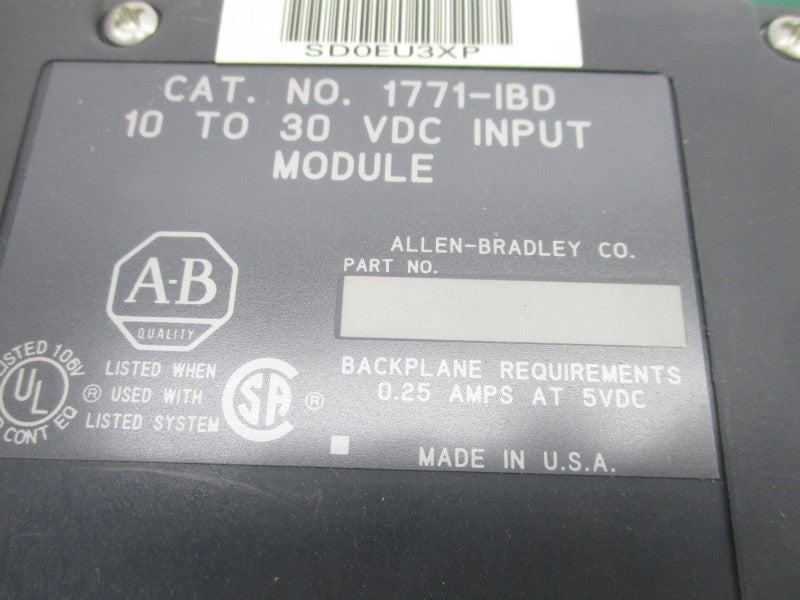 SD0EU3XP
CAT. NO. 1771-IBD
10 TO 30 VDC INPUT
MODULE
A-B
QUALITY
ALLEN-BRADLEY CO.
PART NO.
LISTED 106V
UL
CONT EQ
LISTED WHEN
® USED WITH
LISTED SYSTEM
SA ®
BACKPLANE REQUIREMENTS
0.25 AMPS AT 5VDC
MADE IN U.S.A.